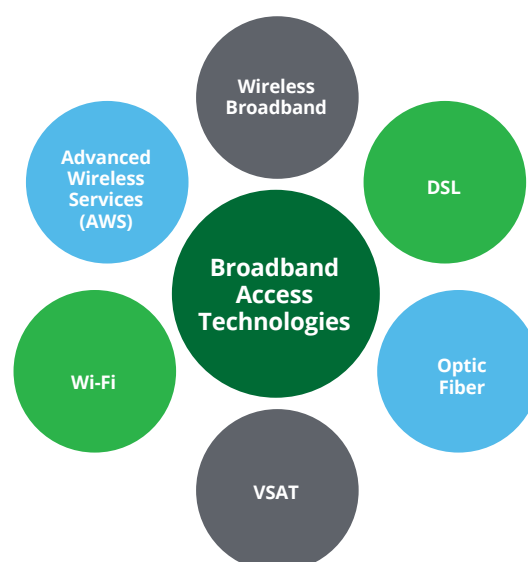 Wireless
Broadband
Advanced
Wireless
Services
(AWS)
DSL
Broadband
Access
Technologies
Wi-Fi
Optic
Fiber
VSAT